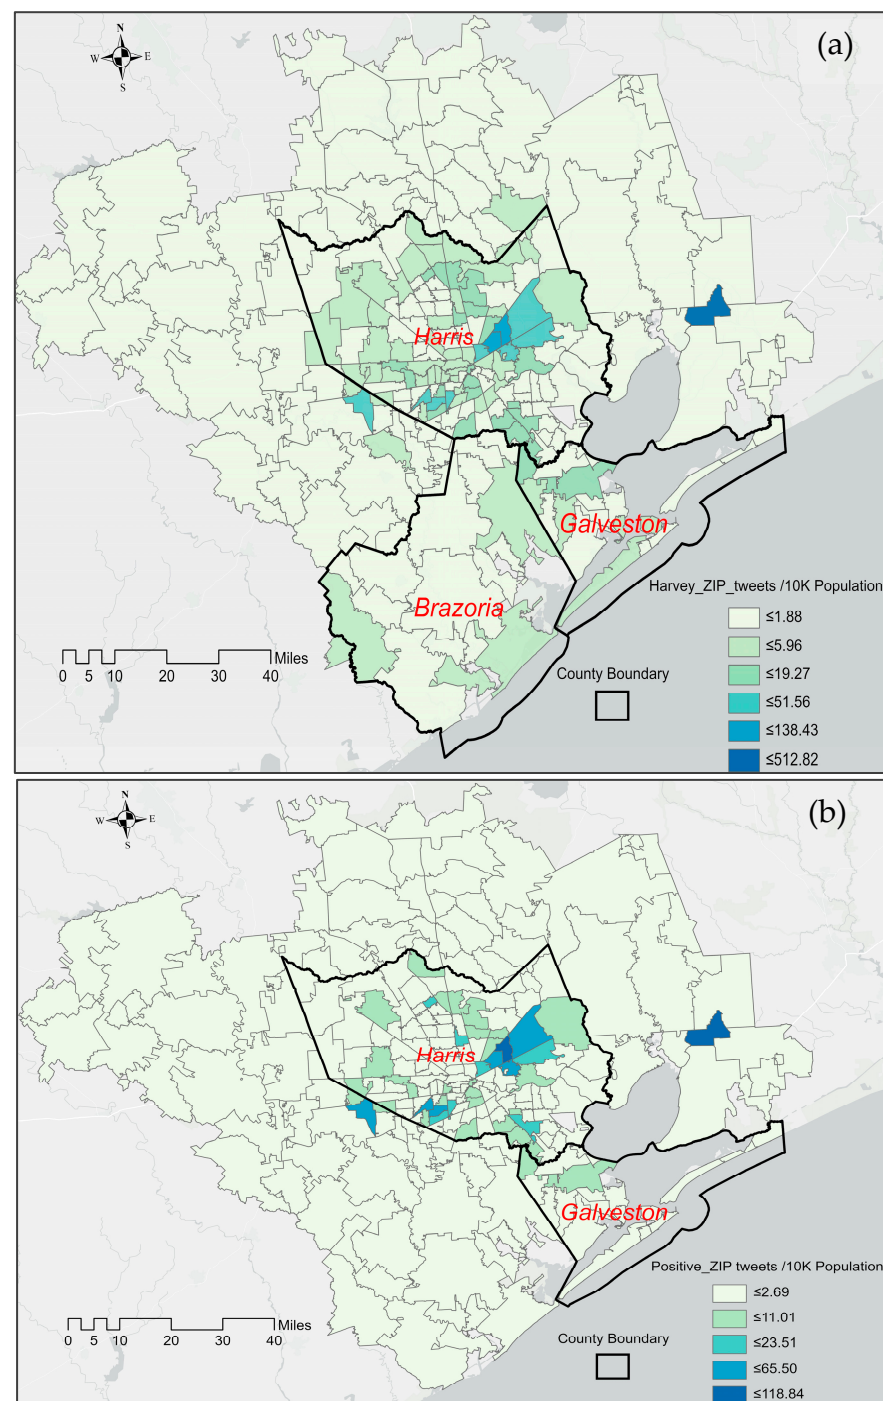 (a)
N
W E
S
Harris
Galveston
Brazoria
Harvey_ZIP_tweets /10K Population
≤1.88
≤5.96
≤19.27
≤51.56
≤138.43
≤512.82
County Boundary
Miles
0 5 10 20 30 40
(b)
N
W E
S
Harris
Galveston
Positive_ZIP tweets /10K Population
≤2.69
≤11.01
≤23.51
≤65.50
≤118.84
County Boundary
Miles
0 5 10 20 30 40